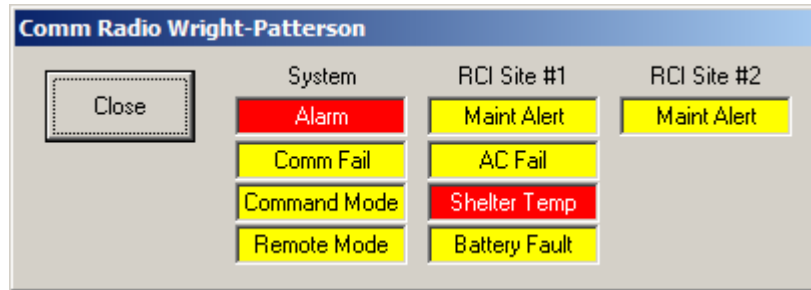 Comm Radio Wright-Patterson
Close
System
RCI Site #1
RCI Site #2
Alarm
Maint Alert
Maint Alert
Comm Fail
AC Fail
Command Mode
Shelter Temp
Remote Mode
Battery Fault